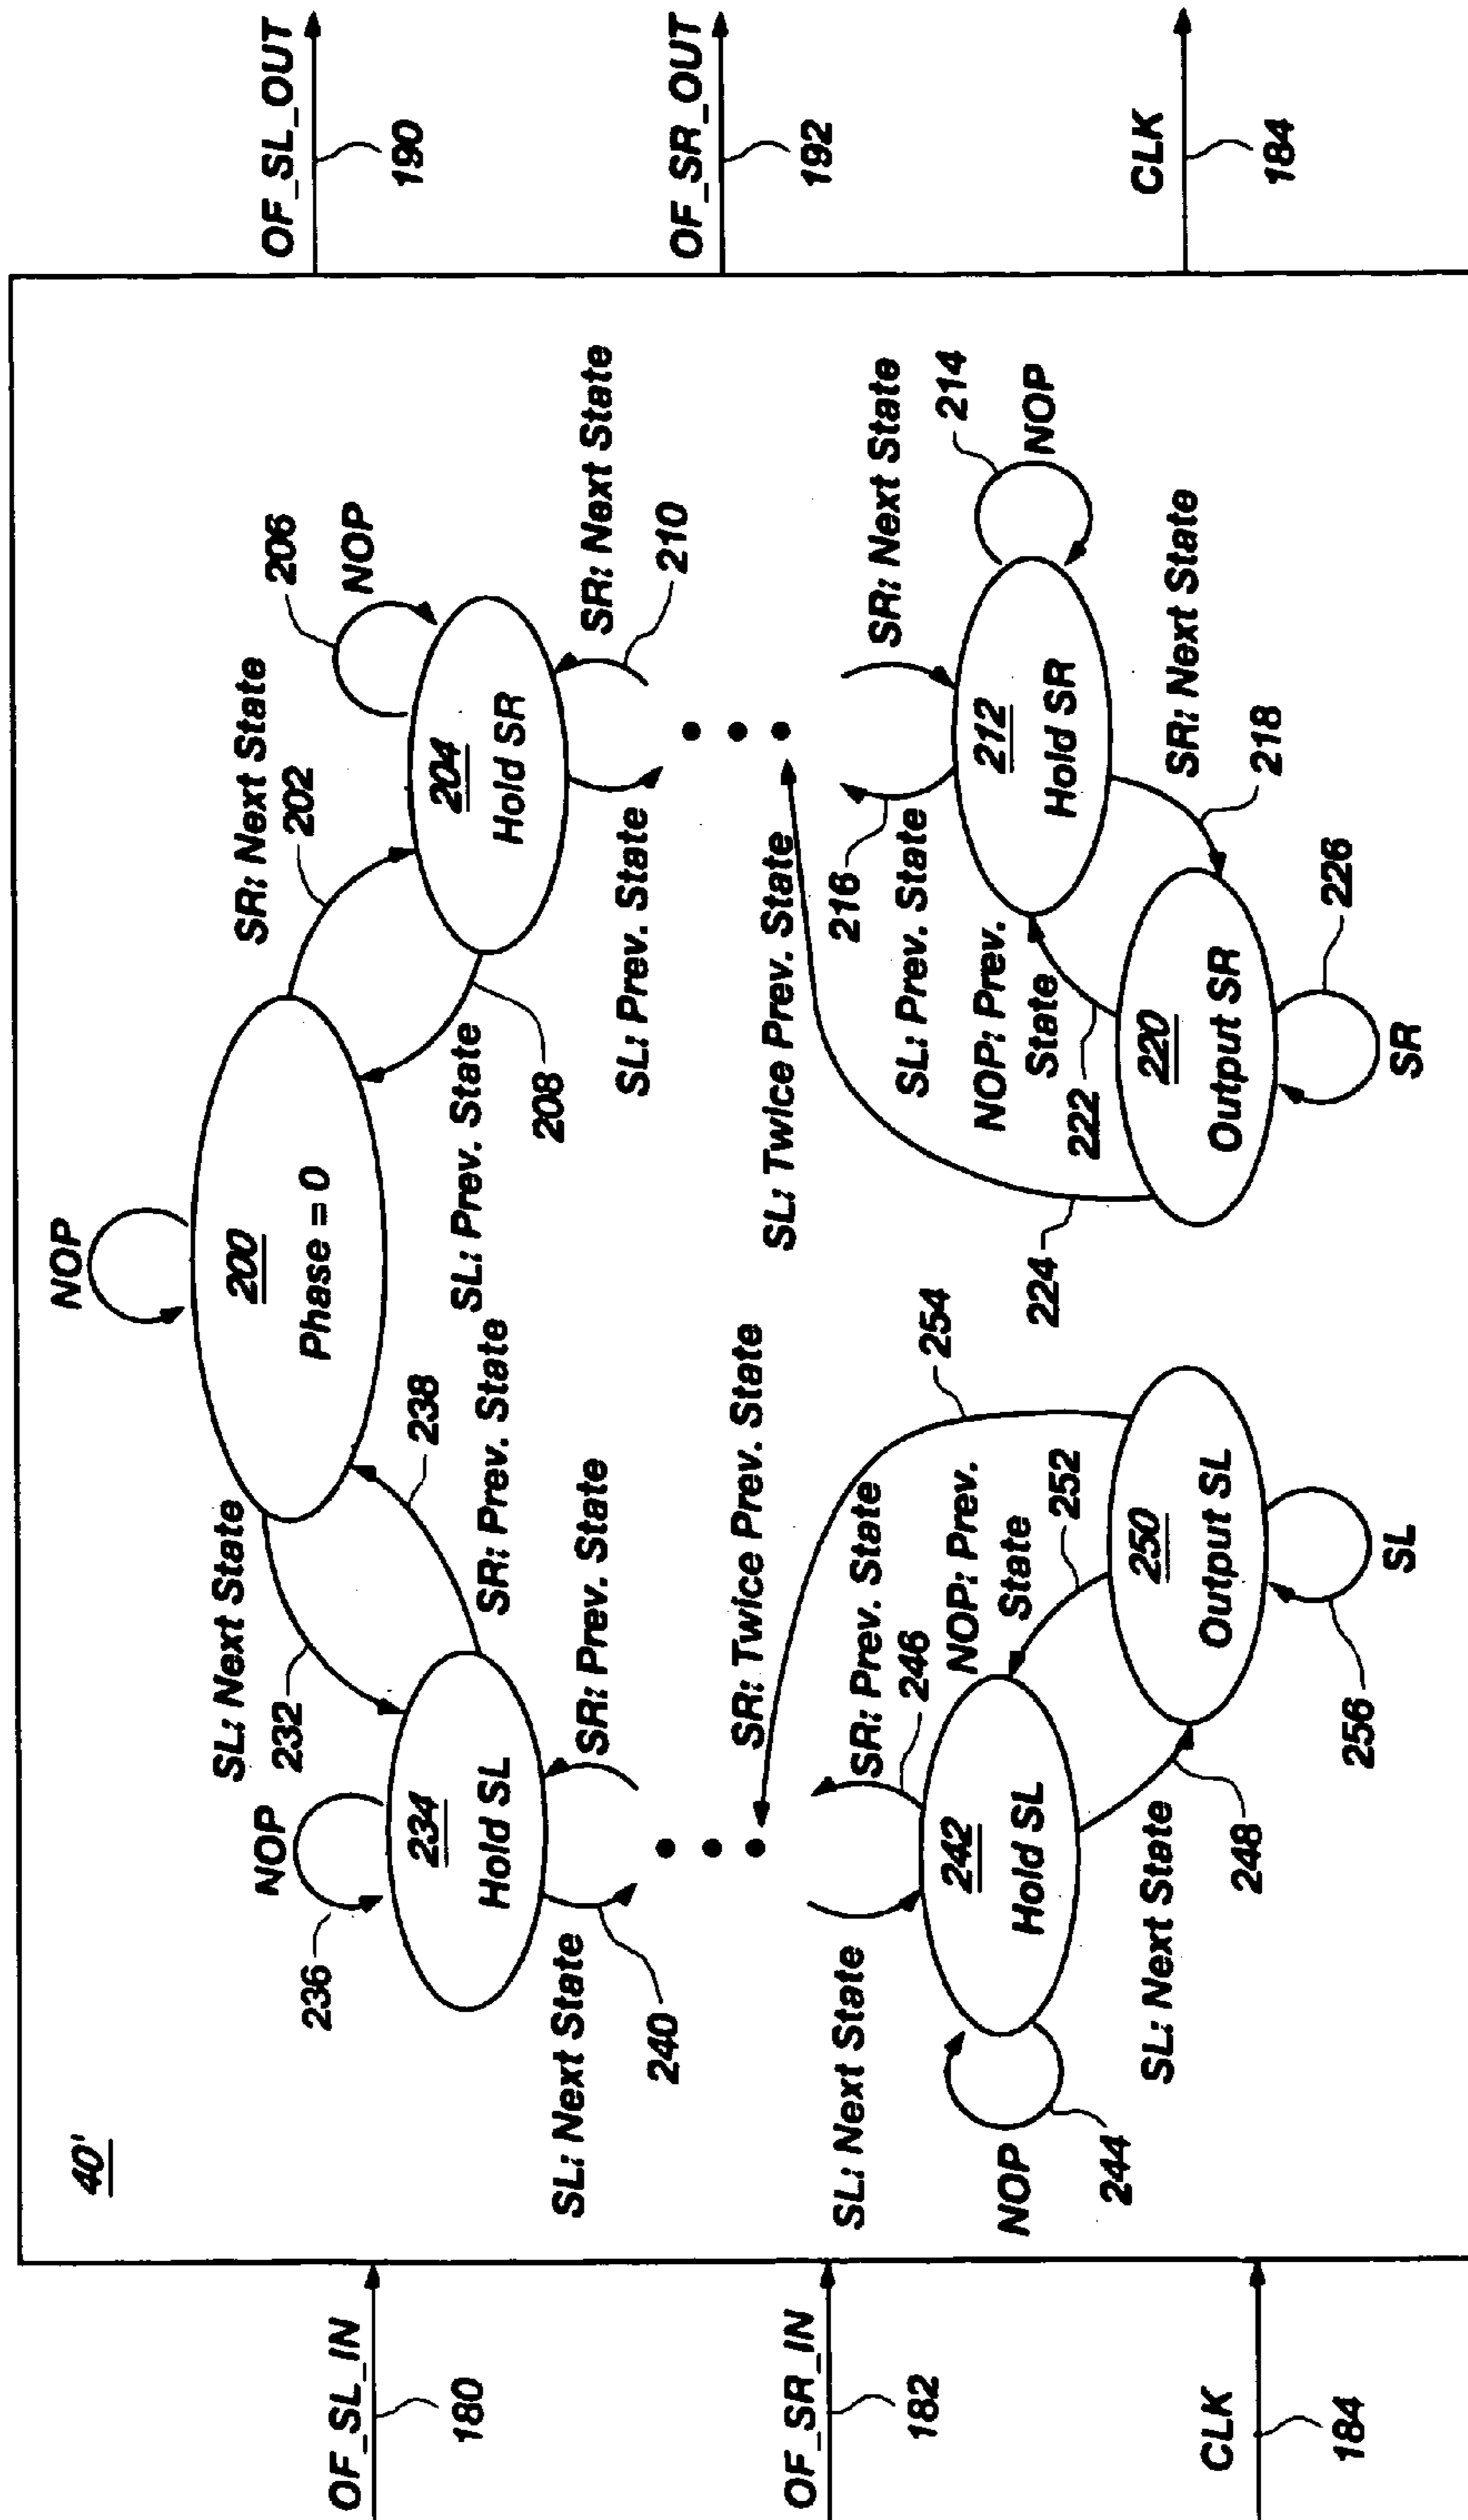 40'
NOP
200
Phase = 0
SL: Next State
232
SR: Next State
202
NOP
236
234
Hold SL
238
SR: Prev. State
SL: Prev. State
208
206
NOP
204
Hold SR
SL: Next State
240
SR: Prev. State
SL: Prev. State
SR: Next State
210
SR: Twice Prev. State
SL: Twice Prev. State
SL: Next State
SR: Prev. State
246
216
SL: Prev. State
SR: Next State
214
NOP
242
Hold SL
NOP
244
NOP: Prev.
State
252
254
224
NOP: Prev.
State
222
212
Hold SR
SL: Next State
248
250
Output SL
220
Output SR
SR: Next State
218
256
SL
SR
226
OF_SL_IN
180
OF_SR_IN
182
CLK
184
OF_SL_OUT
190
OF_SR_OUT
182
CLK
184